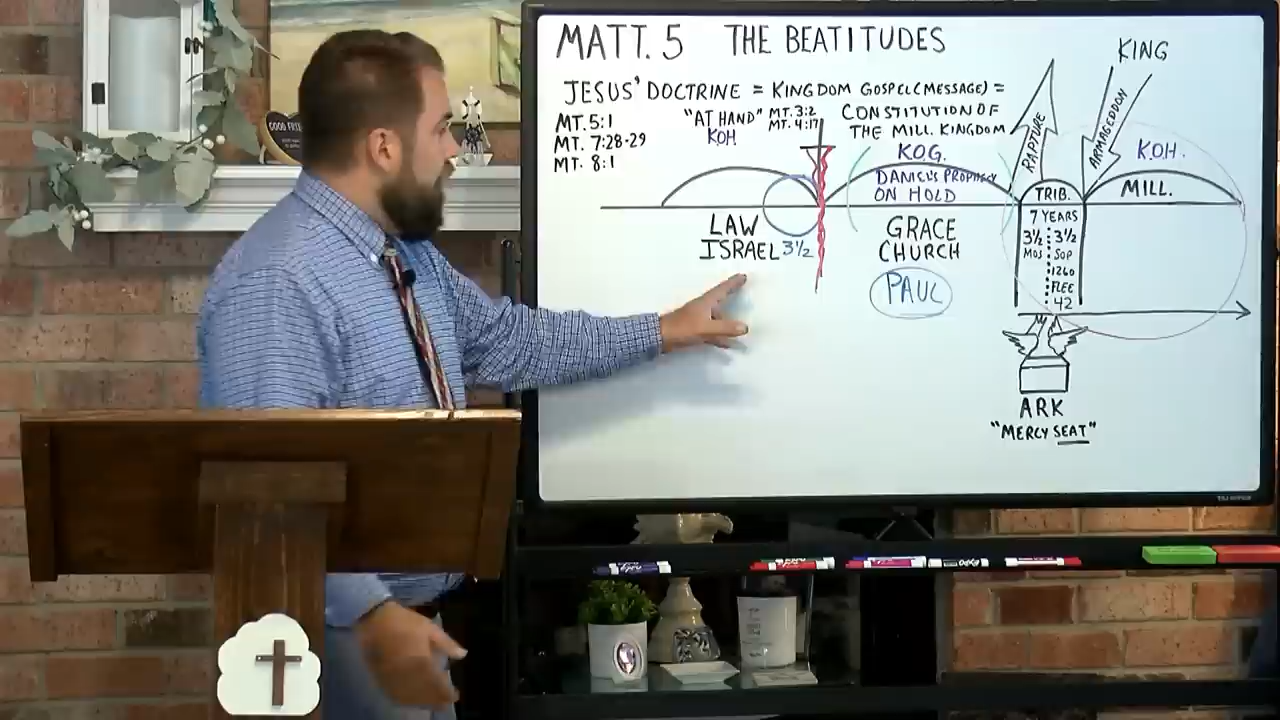 MATT. 5 THE BEATITUDES
JESUS' DOCTRINE = KINGDOM GOSPEL (MESSAGE) =
MT. 5:1
MT. 7:28-29
MT. 8:1
"AT HAND" MT. 3:2
MT. 4:17
KOH
CONSTITUTION OF
THE MILL. KINGDOM
K.O.G.
DANIEL'S PROPHECY
ON HOLD
LAW
ISRAEL 3½
GRACE
CHURCH
PAUL
RAPTURE
KING
ARMAGEDDON
K.O.H.
TRIB.
MILL.
7 YEARS
3½ 3½
MOS SOP
1260
FLEE
42
ARK
"MERCY SEAT"
GOOD FRIE